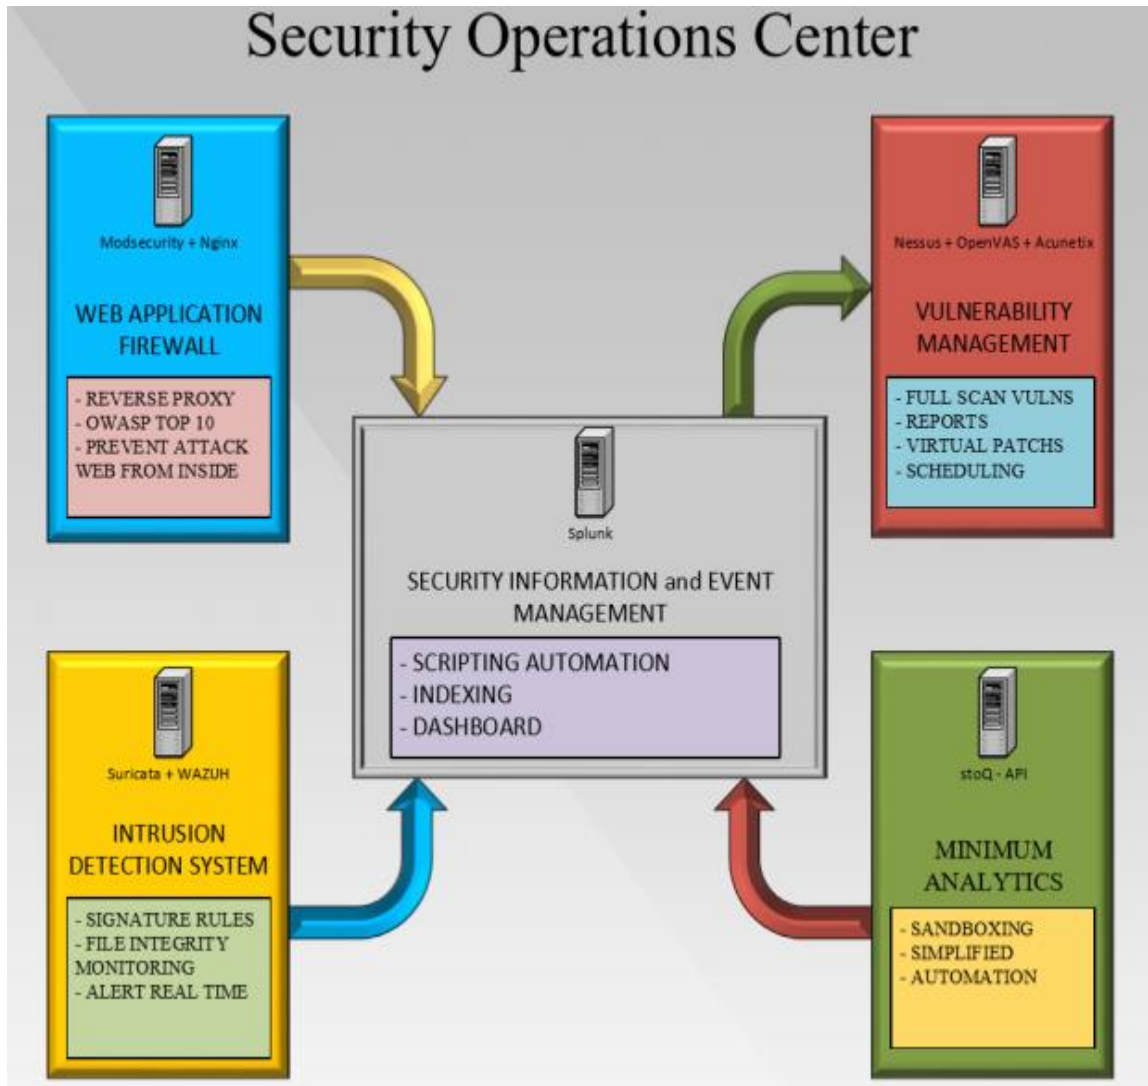 Security Operations Center
Modsecurity + Nginx
WEB APPLICATION
FIREWALL
- REVERSE PROXY
- OWASP TOP 10
- PREVENT ATTACK
WEB FROM INSIDE
Nessus + OpenVAS + Acunetix
VULNERABILITY
MANAGEMENT
- FULL SCAN VULNS
- REPORTS
- VIRTUAL PATCHS
- SCHEDULING
Splunk
SECURITY INFORMATION and EVENT
MANAGEMENT
- SCRIPTING AUTOMATION
- INDEXING
- DASHBOARD
Suricata + WAZUH
INTRUSION
DETECTION SYSTEM
- SIGNATURE RULES
- FILE INTEGRITY
MONITORING
- ALERT REAL TIME
stoQ - API
MINIMUM
ANALYTICS
- SANDBOXING
- SIMPLIFIED
- AUTOMATION